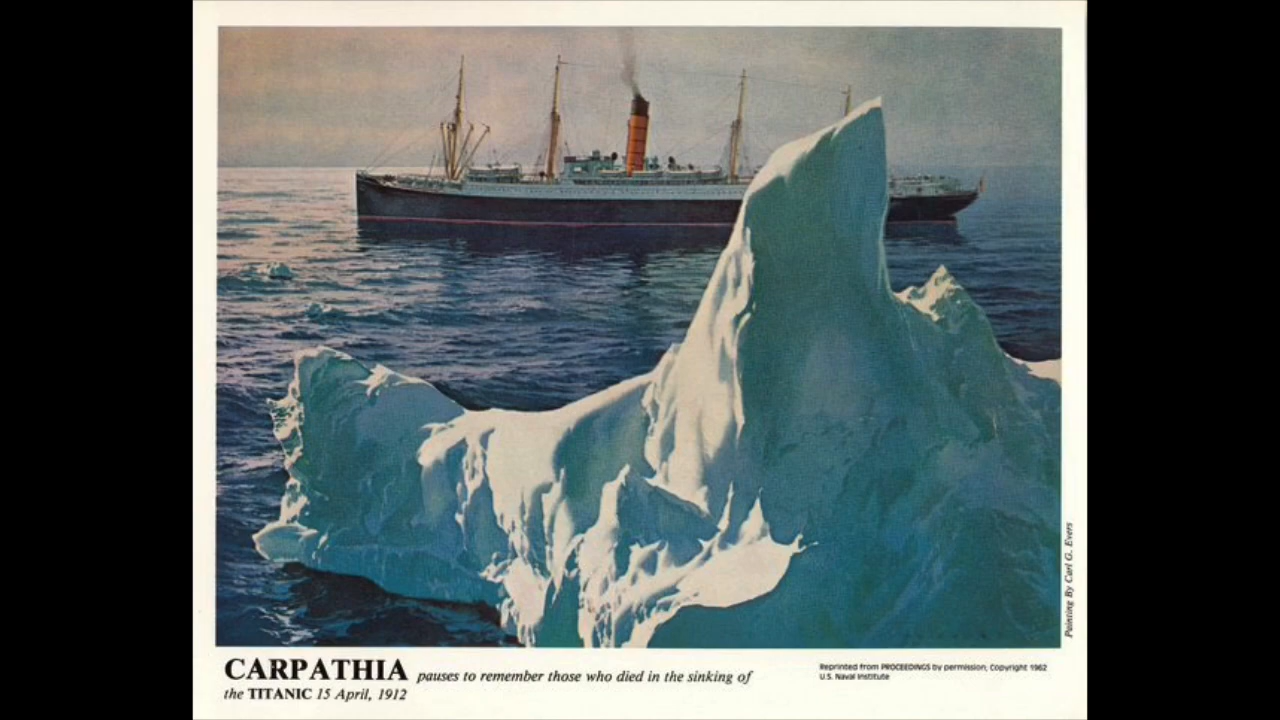 CARPATHIA pauses to remember those who died in the sinking of
the TITANIC 15 April, 1912
Reprinted from PROCEEDINGS by permission; Copyright 1962
U.S. Naval Institute
Painting By Carl G. Evers